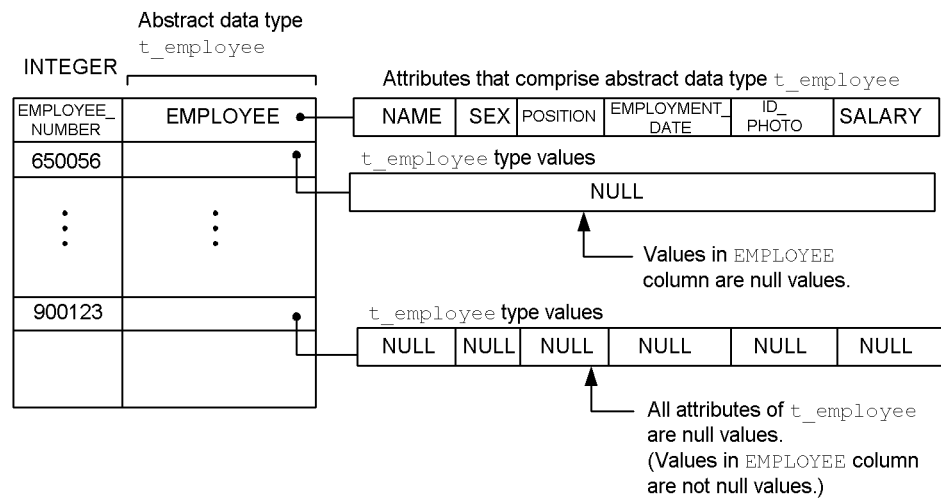 Abstract data type
t_employee
INTEGER
Attributes that comprise abstract data type t_employee
EMPLOYEE_
NUMBER
EMPLOYEE
NAME
SEX
POSITION
EMPLOYMENT_
DATE
ID_
PHOTO
SALARY
650056
t_employee type values
NULL
Values in EMPLOYEE
column are null values.
900123
t_employee type values
NULL
NULL
NULL
NULL
NULL
NULL
All attributes of t_employee
are null values.
(Values in EMPLOYEE column
are not null values.)